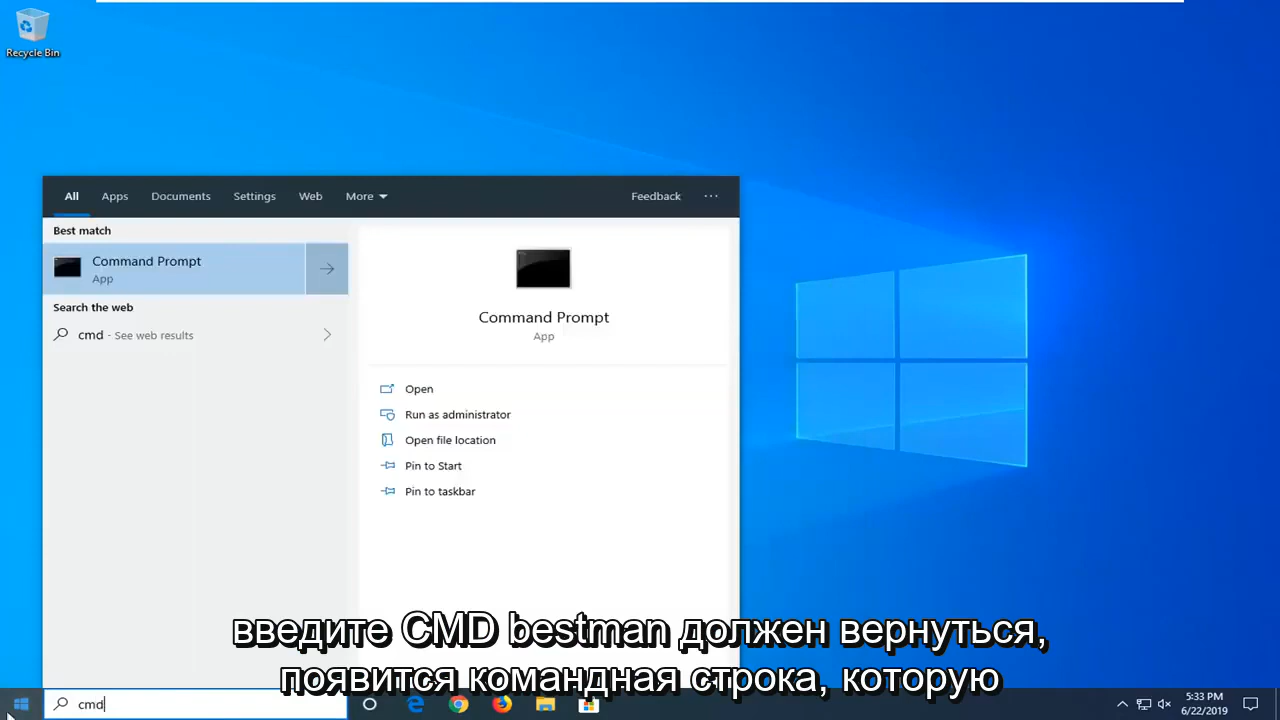 Recycle Bin
All Apps Documents Settings Web More Feedback ···
Best match
Command Prompt
App
Search the web
cmd - See web results
Command Prompt
App
Open
Run as administrator
Open file location
Pin to Start
Pin to taskbar
введите CMD bestman должен вернуться,
появится командная строка, которую
cmd
5:33 PM
6/22/2019